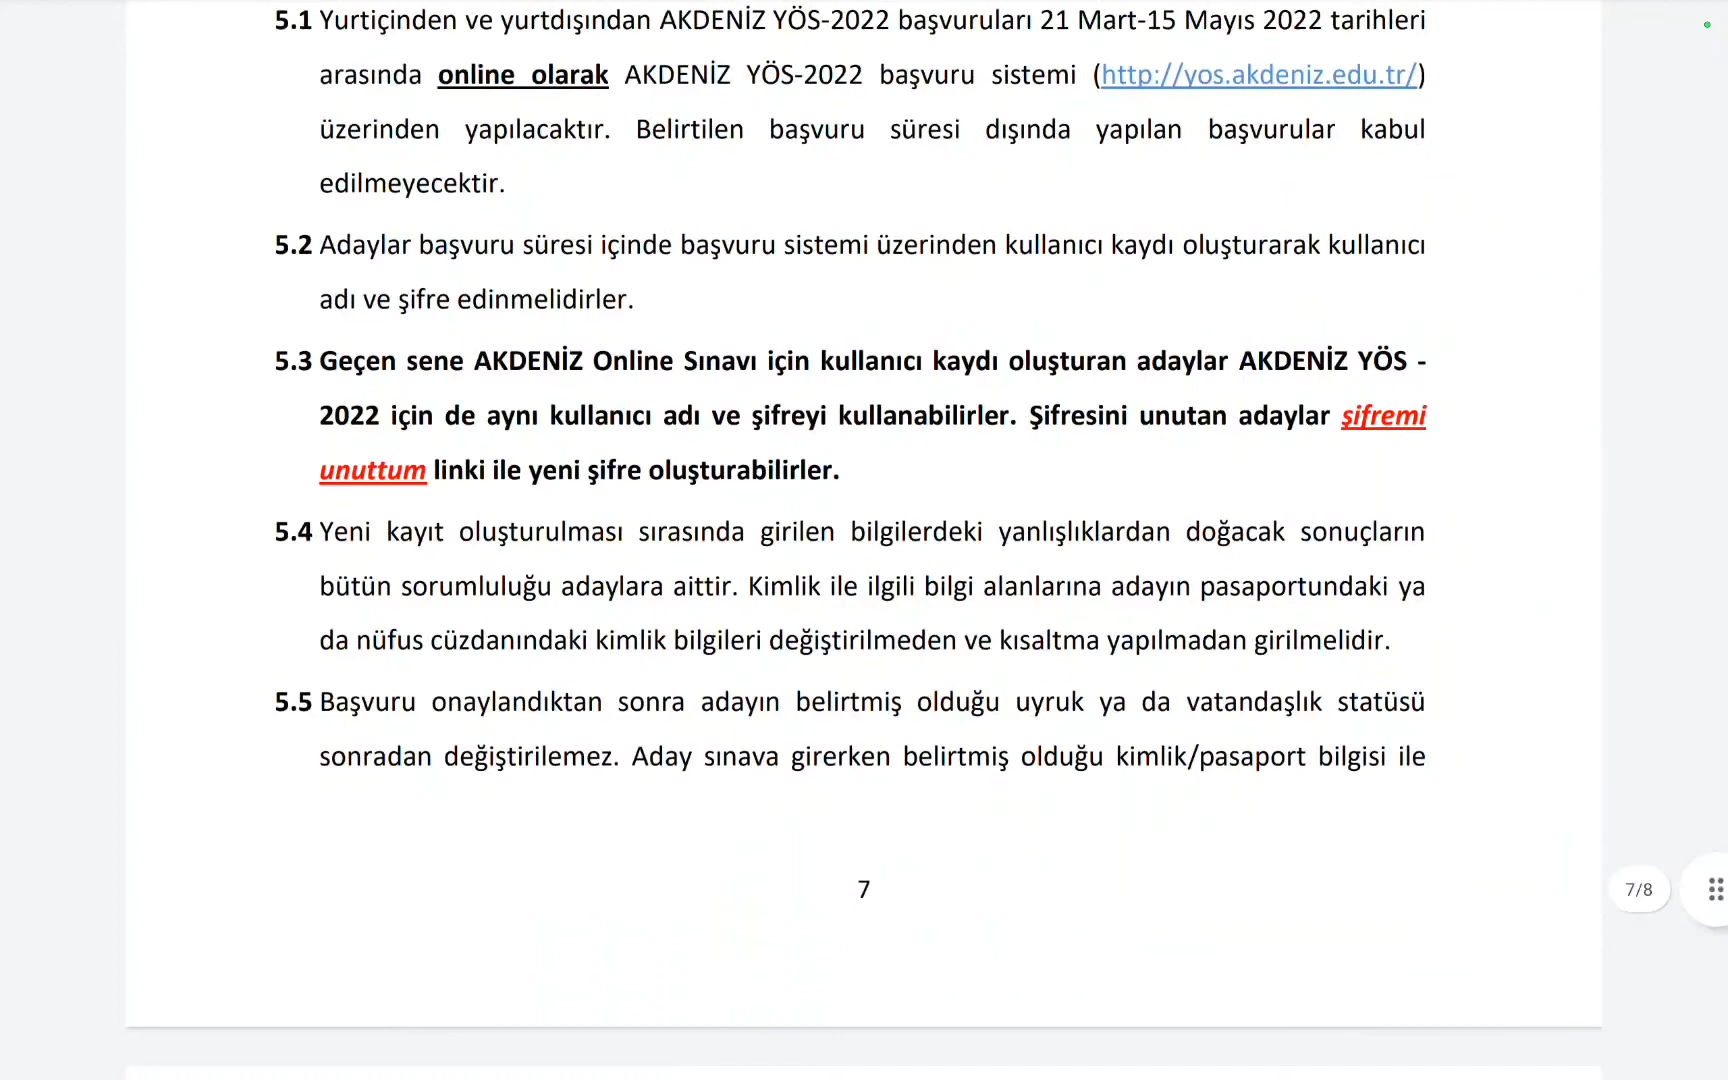 5.1 Yurtiçinden ve yurtdışından AKDENİZ YÖS-2022 başvuruları 21 Mart-15 Mayıs 2022 tarihleri
arasında online olarak AKDENİZ YÖS-2022 başvuru sistemi (http://yos.akdeniz.edu.tr/)
üzerinden yapılacaktır. Belirtilen başvuru süresi dışında yapılan başvurular kabul
edilmeyecektir.
5.2 Adaylar başvuru süresi içinde başvuru sistemi üzerinden kullanıcı kaydı oluşturarak kullanıcı
adı ve şifre edinmelidirler.
5.3 Geçen sene AKDENİZ Online Sınavı için kullanıcı kaydı oluşturan adaylar AKDENİZ YÖS -
2022 için de aynı kullanıcı adı ve şifreyi kullanabilirler. Şifresini unutan adaylar şifremi
unuttum linki ile yeni şifre oluşturabilirler.
5.4 Yeni kayıt oluşturulması sırasında girilen bilgilerdeki yanlışlıklardan doğacak sonuçların
bütün sorumluluğu adaylara aittir. Kimlik ile ilgili bilgi alanlarına adayın pasaportundaki ya
da nüfus cüzdanındaki kimlik bilgileri değiştirilmeden ve kısaltma yapılmadan girilmelidir.
5.5 Başvuru onaylandıktan sonra adayın belirtmiş olduğu uyruk ya da vatandaşlık statüsü
sonradan değiştirilemez. Aday sınava girerken belirtmiş olduğu kimlik/pasaport bilgisi ile
7
7/8